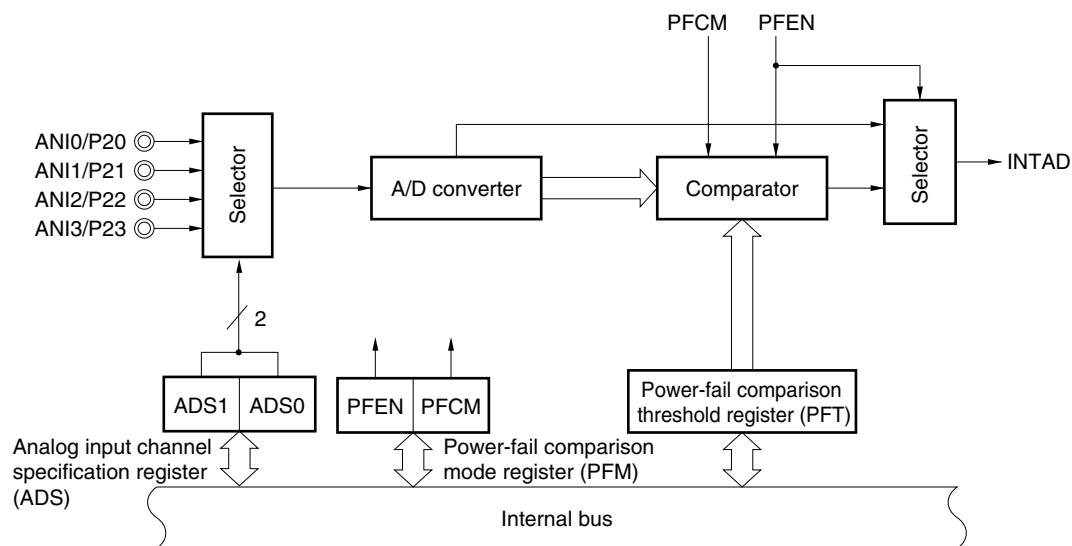 PFCM
PFEN
ANI0/P20
ANI1/P21
ANI2/P22
ANI3/P23
Selector
A/D converter
Comparator
Selector
INTAD
2
ADS1
ADS0
PFEN
PFCM
Power-fail comparison
threshold register (PFT)
Analog input channel
specification register
(ADS)
Power-fail comparison
mode register (PFM)
Internal bus